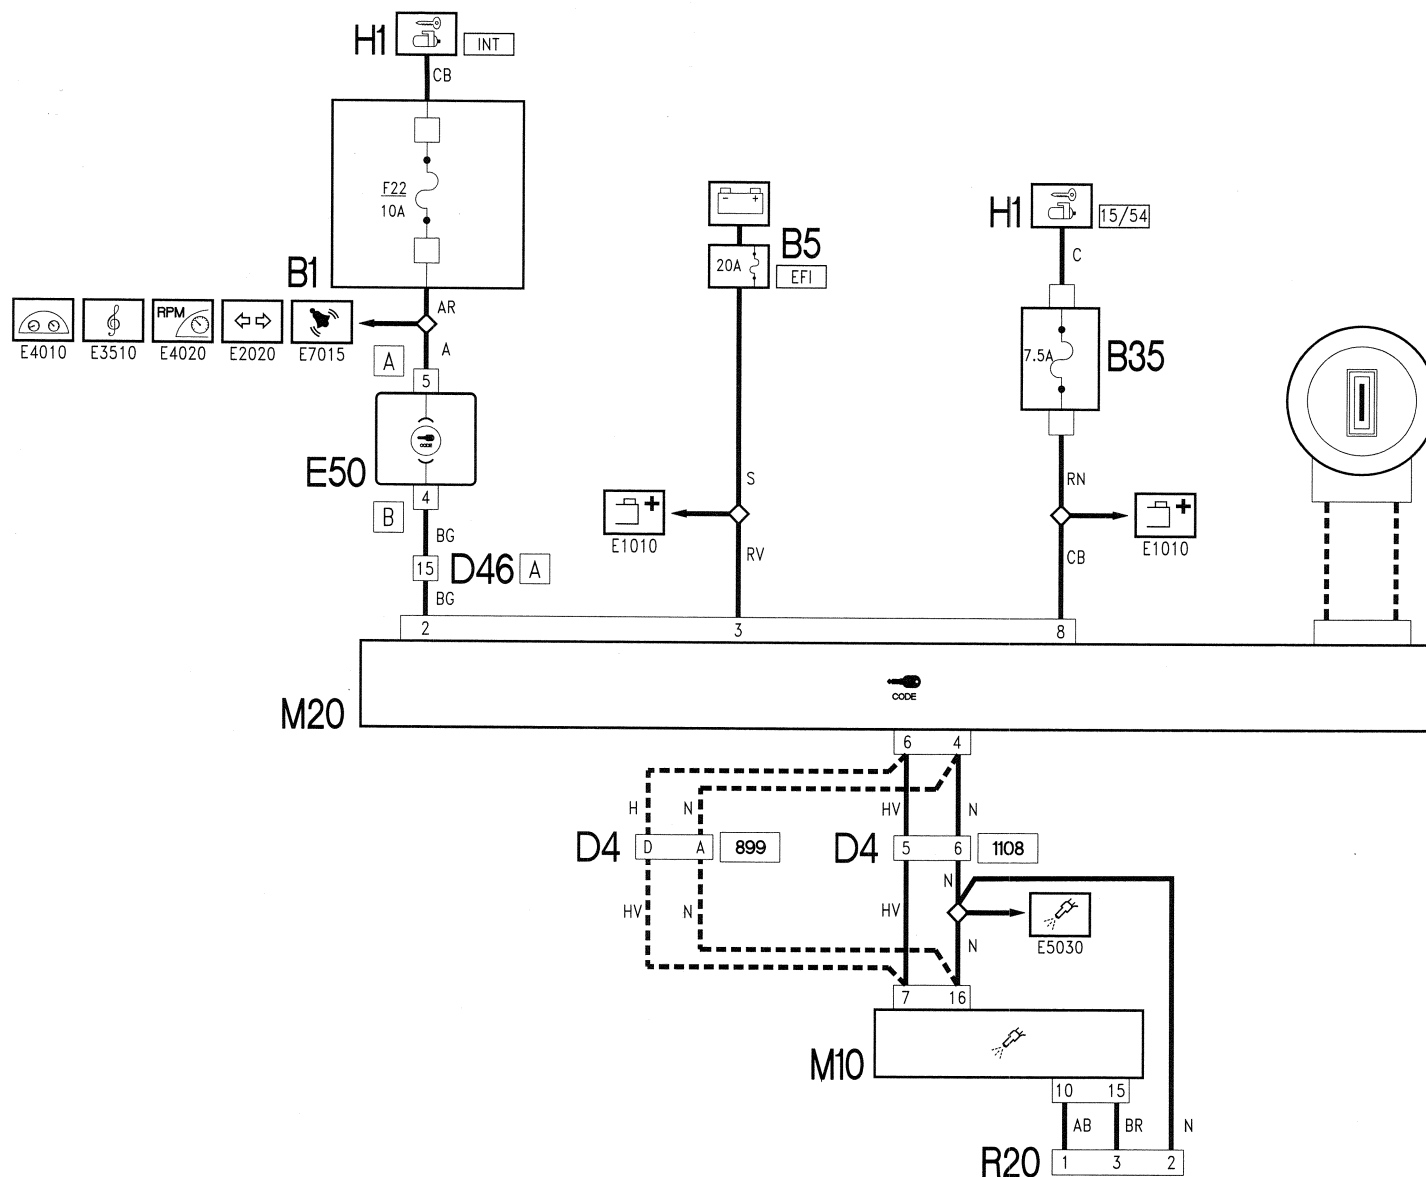 H1
INT
CB
F22
10A
B1
AR
RPM
E4010
E3510
E4020
E2020
E7015
A
A
5
CODE
E50
4
B
BG
15
D46
A
BG
B5
20A
EFI
S
E1010
RV
H1
15/54
C
7.5A
B35
RN
E1010
CB
2
3
8
M20
CODE
6
4
H
N
HV
N
D4
D
A
899
D4
5
6
1108
HV
N
HV
N
N
E5030
7
16
M10
10
15
AB
BR
N
R20
1
3
2